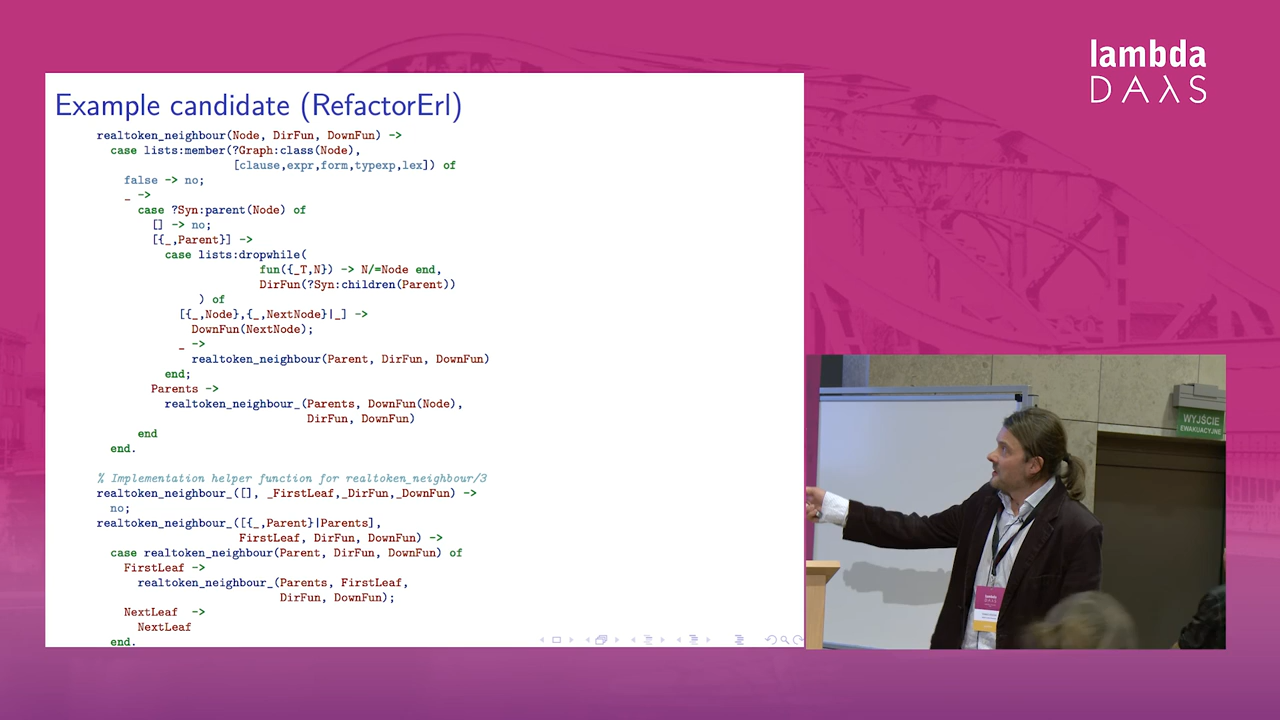 lambda
DAλS
Example candidate (RefactorErl)
realtoken_neighbour(Node, DirFun, DownFun) ->
case lists:member(?Graph:class(Node),
[clause,expr,form,typexp,lex]) of
false -> no;
_ ->
case ?Syn:parent(Node) of
[] -> no;
[{_,Parent}] ->
case lists:dropwhile(
fun({_T,N}) -> N/=Node end,
DirFun(?Syn:children(Parent))
) of
[{_,Node},{_,NextNode}|_] ->
DownFun(NextNode);
_ ->
realtoken_neighbour(Parent, DirFun, DownFun)
end;
Parents ->
realtoken_neighbour_(Parents, DownFun(Node),
DirFun, DownFun)
end
end.
% Implementation helper function for realtoken_neighbour/3
realtoken_neighbour_([], _FirstLeaf,_DirFun,_DownFun) ->
no;
realtoken_neighbour_([{_,Parent}|Parents],
FirstLeaf, DirFun, DownFun) ->
case realtoken_neighbour(Parent, DirFun, DownFun) of
FirstLeaf ->
realtoken_neighbour_(Parents, FirstLeaf,
DirFun, DownFun);
NextLeaf ->
NextLeaf
end.
WYJŚCIE
EWAKUACYJNE
lambda
DAλS